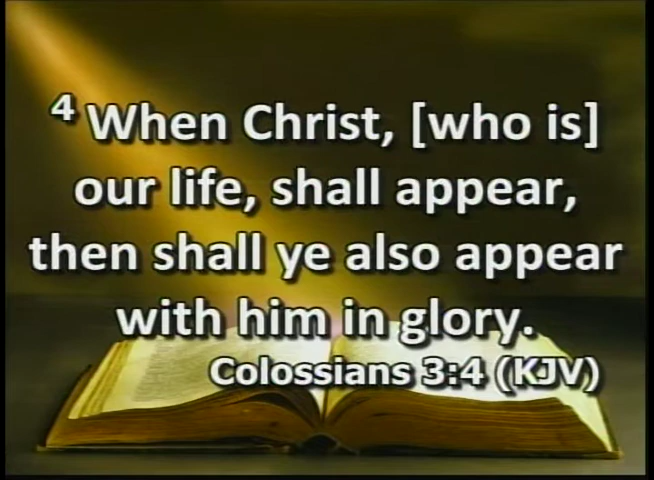 4 When Christ, [who is]
our life, shall appear,
then shall ye also appear
with him in glory.
Colossians 3:4 (KJV)